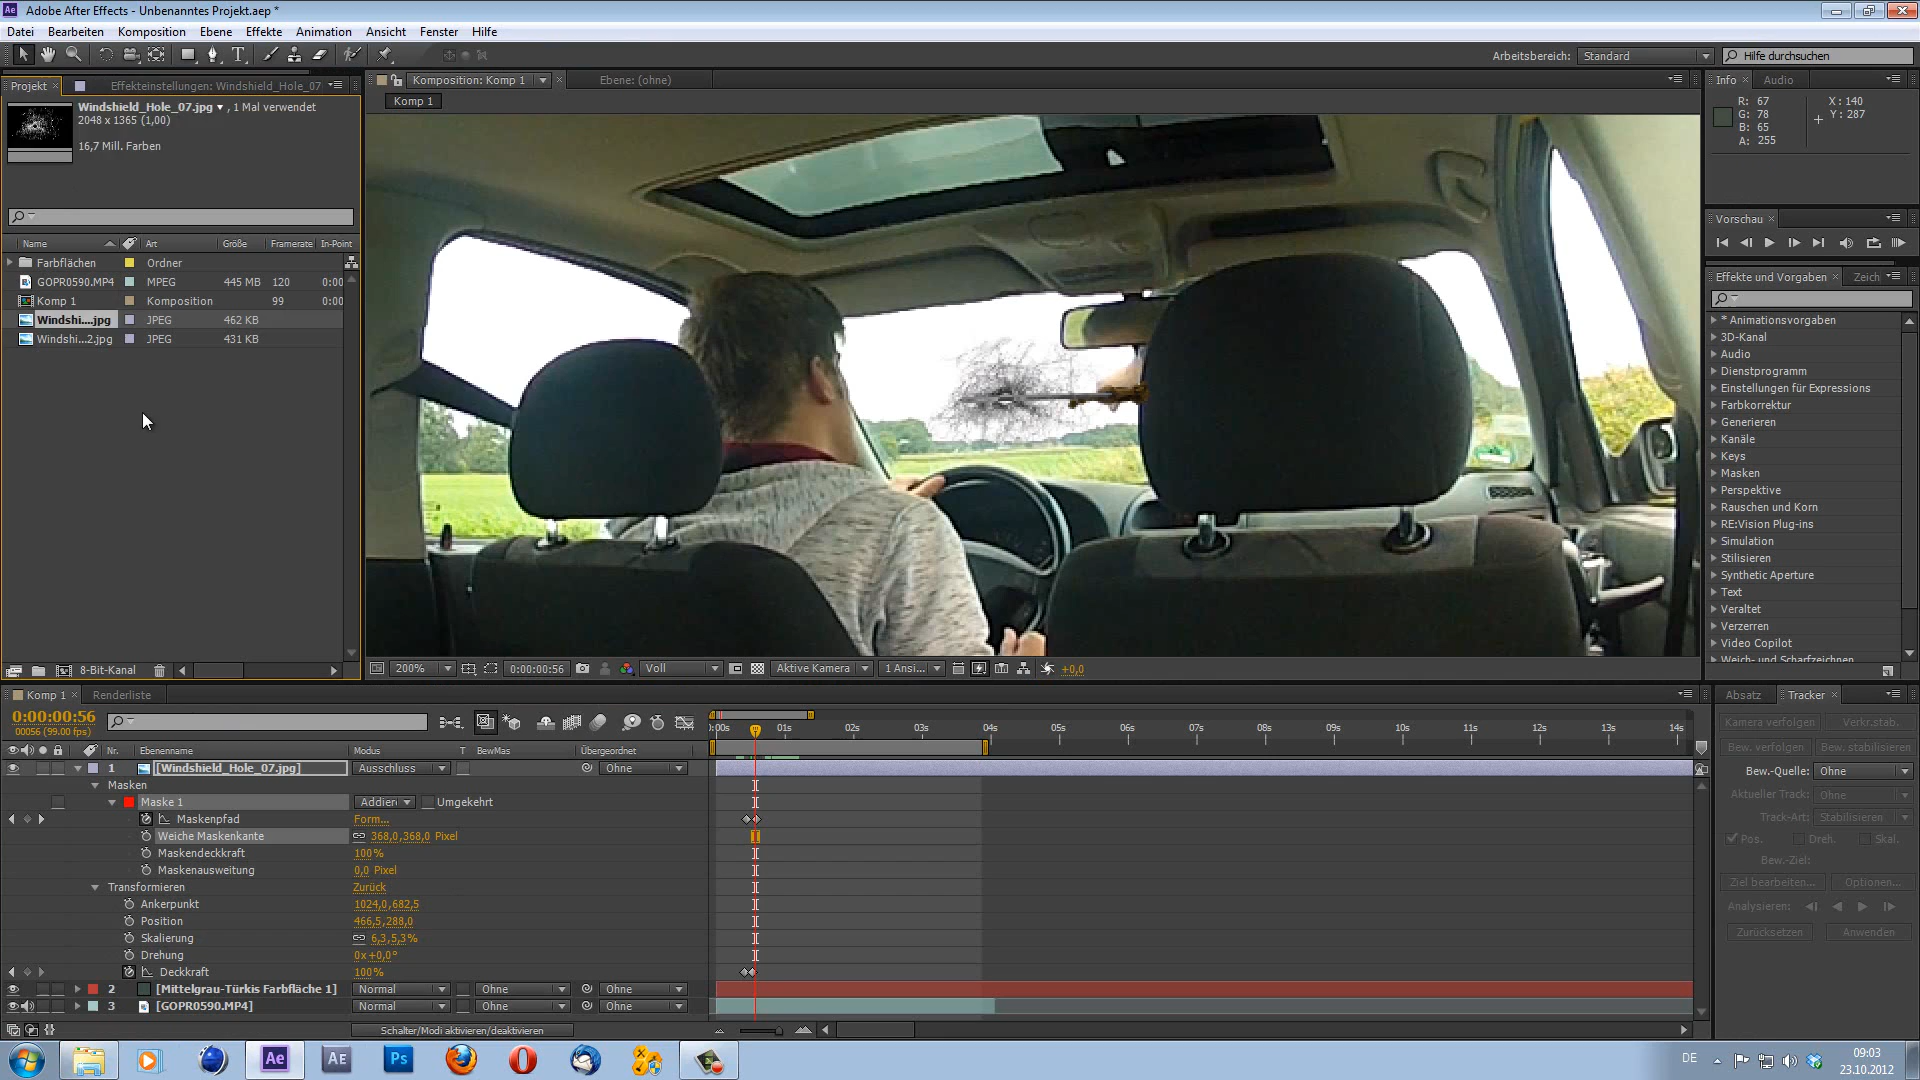 Adobe After Effects - Unbenanntes Projekt.aep *
Datei Bearbeiten Komposition Ebene Effekte Animation Ansicht Fenster Hilfe
Arbeitsbereich: Standard Hilfe durchsuchen
Projekt Effekteinstellungen: Windshield_Hole_07
Windshield_Hole_07.jpg , 1 Mal verwendet
2048 x 1365 (1,00)
16,7 Mill. Farben
Name Art Größe Framerate In-Point
Farbflächen Ordner
GOPR0590.MP4 MPEG 445 MB 120 0:00
Komp 1 Komposition 99 0:00
Windshi....jpg JPEG 462 KB
Windshi...2.jpg JPEG 431 KB
8-Bit-Kanal
Komposition: Komp 1 Ebene: (ohne)
Komp 1
200% 0:00:00:56 Voll Aktive Kamera 1 Ansi... +0,0
Info Audio
R: 67 X: 140
G: 78 Y: 287
B: 65
A: 255
Vorschau
Effekte und Vorgaben Zeich
* Animationsvorgaben
3D-Kanal
Audio
Dienstprogramm
Einstellungen für Expressions
Farbkorrektur
Generieren
Kanäle
Keys
Masken
Perspektive
Rauschen und Korn
RE:Vision Plug-ins
Simulation
Stilisieren
Synthetic Aperture
Text
Veraltet
Verzerren
Video Copilot
Weich- und Scharfzeichnen
Komp 1 Renderliste
0:00:00:56
00056 (99.00 fps)
Nr. Ebenenname Modus T BewMas Übergeordnet
:00s 01s 02s 03s 04s 05s 06s 07s 08s 09s 10s 11s 12s 13s 14s
1 [Windshield_Hole_07.jpg] Ausschluss Ohne
Masken
Maske 1 Addiere Umgekehrt
Maskenpfad Form...
Weiche Maskenkante 368,0,368,0 Pixel
Maskendeckkraft 100%
Maskenausweitung 0,0 Pixel
Transformieren Zurück
Ankerpunkt 1024,0,682,5
Position 466,5,288,0
Skalierung 6,3,5,3%
Drehung 0x+0,0°
Deckkraft 100%
2 [Mittelgrau-Türkis Farbfläche 1] Normal Ohne Ohne
3 [GOPR0590.MP4] Normal Ohne Ohne
Schalter/Modi aktivieren/deaktivieren
Absatz Tracker
Kamera verfolgen Verkr.stab.
Bew. verfolgen Bew. stabilisieren
Bew.-Quelle: Ohne
Aktueller Track: Ohne
Track-Art: Stabilisieren
Pos. Dreh. Skal.
Bew.-Ziel:
Ziel bearbeiten... Optionen...
Analysieren:
Zurücksetzen Anwenden
Ae AE Ps
DE 09:03
23.10.2012